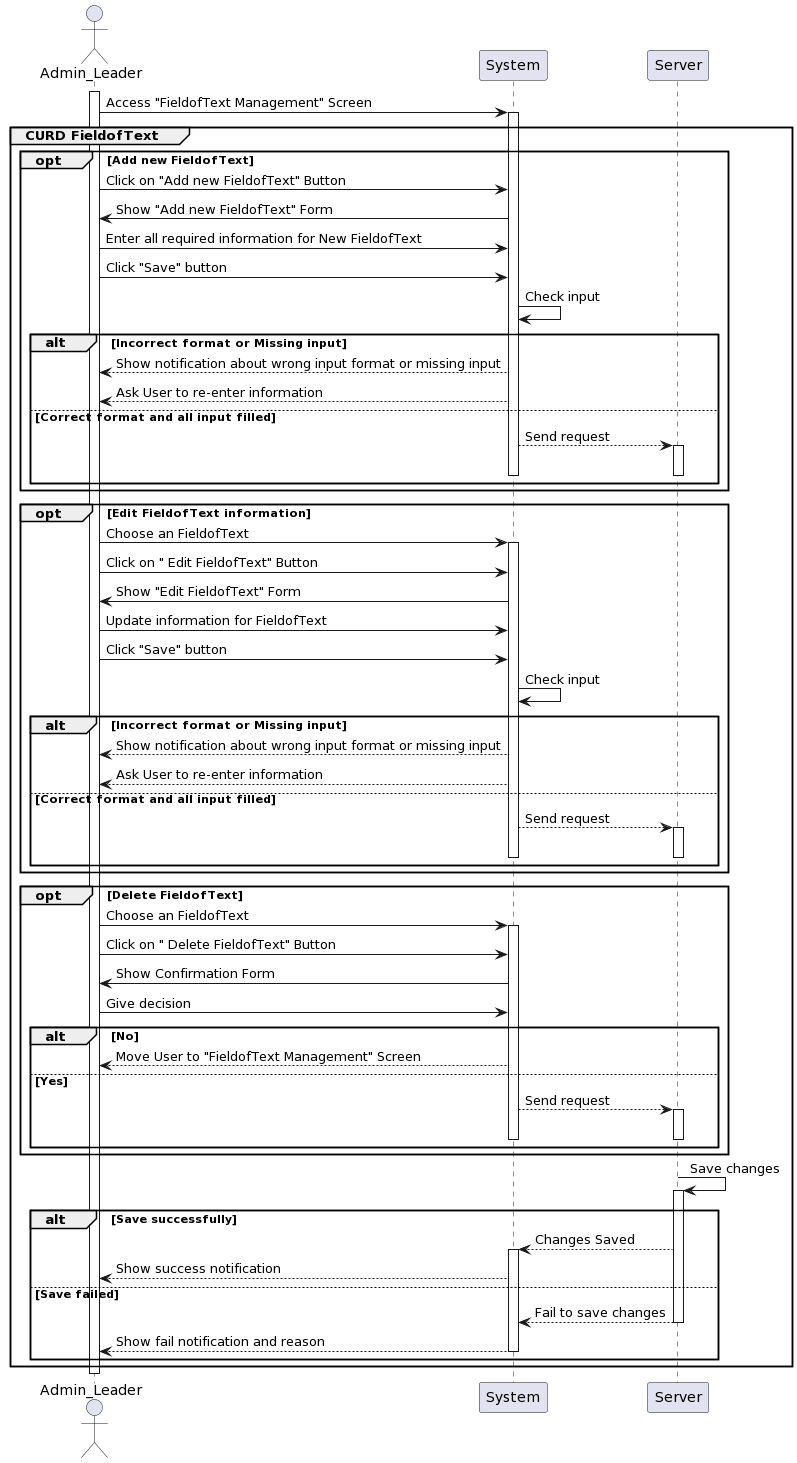 Admin_Leader
System
Server
Access "FieldofText Management" Screen
CURD FieldofText
opt [Add new FieldofText]
Click on "Add new FieldofText" Button
Show "Add new FieldofText" Form
Enter all required information for New FieldofText
Click "Save" button
Check input
alt [Incorrect format or Missing input]
Show notification about wrong input format or missing input
Ask User to re-enter information
[Correct format and all input filled]
Send request
opt [Edit FieldofText information]
Choose an FieldofText
Click on " Edit FieldofText" Button
Show "Edit FieldofText" Form
Update information for FieldofText
Click "Save" button
Check input
alt [Incorrect format or Missing input]
Show notification about wrong input format or missing input
Ask User to re-enter information
[Correct format and all input filled]
Send request
opt [Delete FieldofText]
Choose an FieldofText
Click on " Delete FieldofText" Button
Show Confirmation Form
Give decision
alt [No]
Move User to "FieldofText Management" Screen
[Yes]
Send request
Save changes
alt [Save successfully]
Changes Saved
Show success notification
[Save failed]
Fail to save changes
Show fail notification and reason
Admin_Leader
System
Server